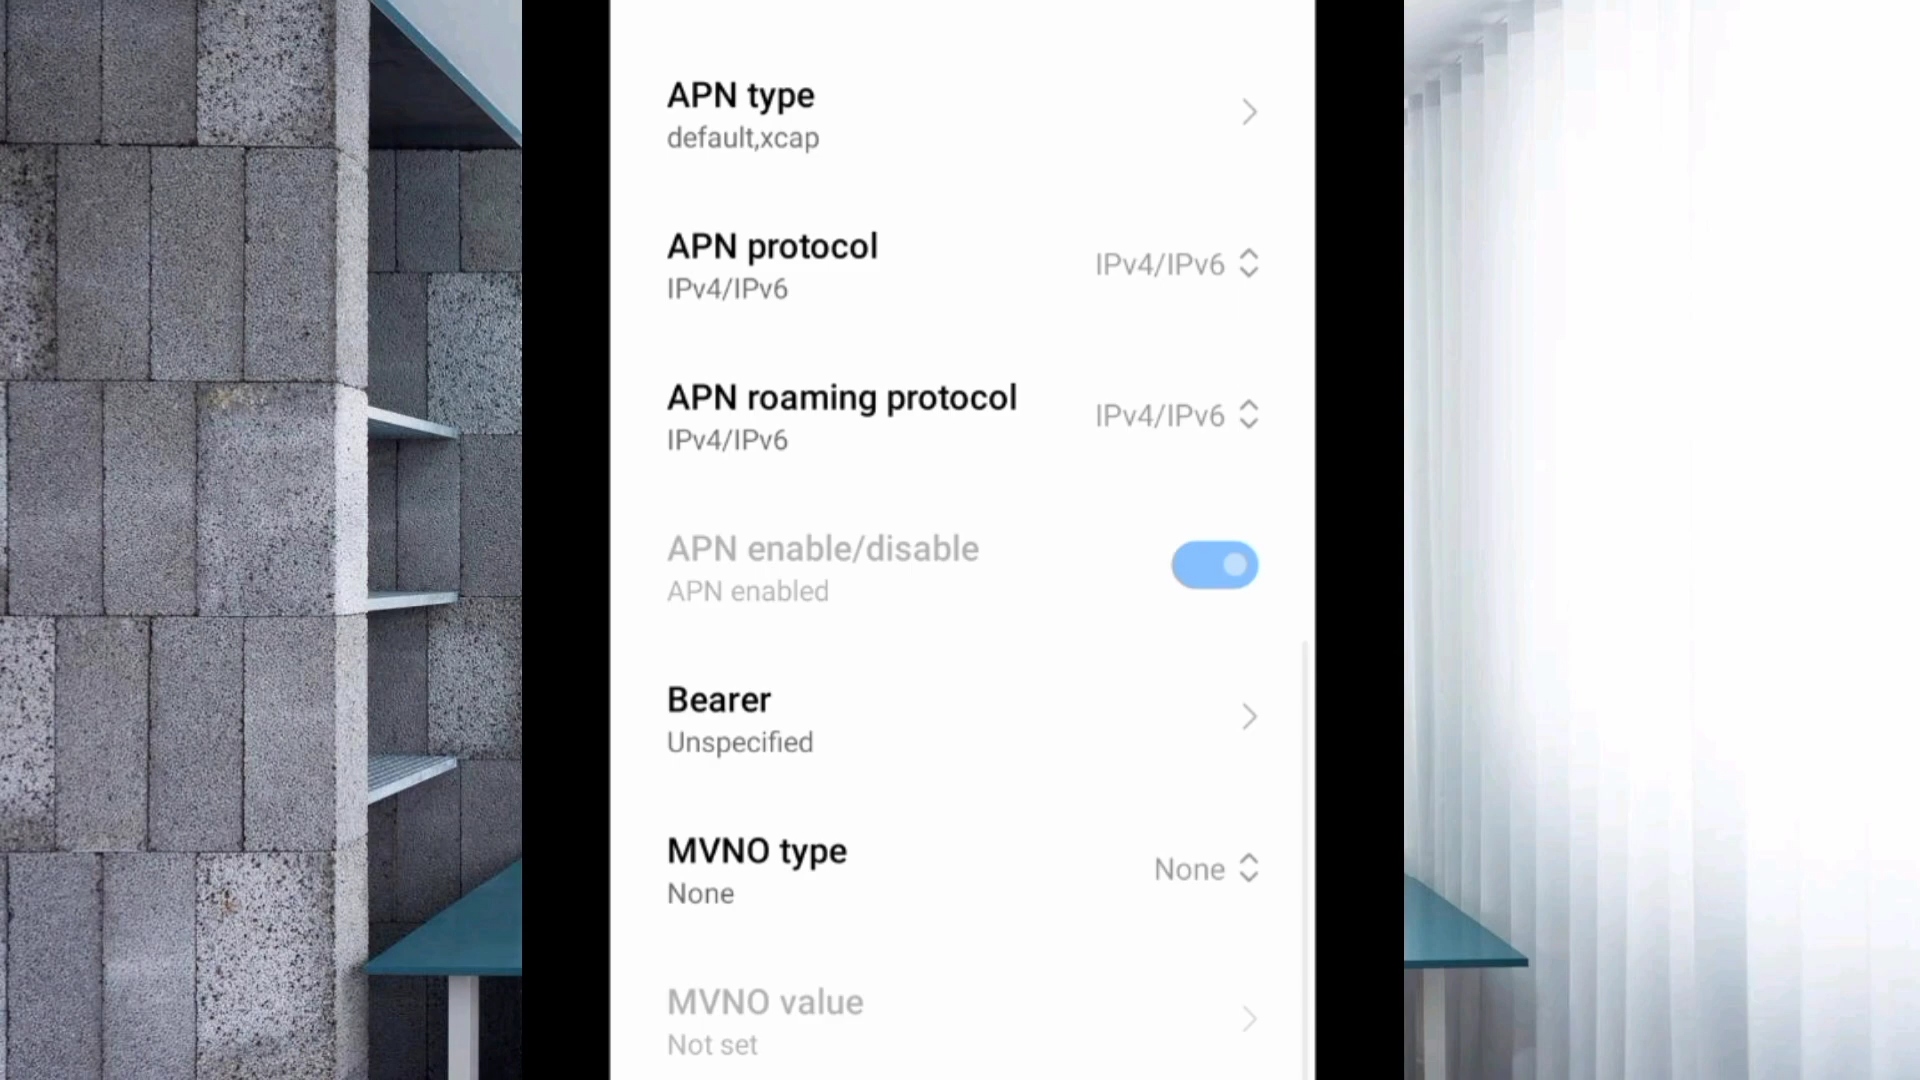 APN type
default,xcap
APN protocol
IPv4/IPv6
IPv4/IPv6
APN roaming protocol
IPv4/IPv6
IPv4/IPv6
APN enable/disable
APN enabled
Bearer
Unspecified
MVNO type
None
None
MVNO value
Not set